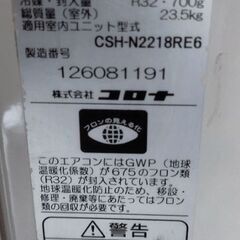 冷媒・封入量 R32・700g
総質量（室外） 23.5kg
適用室内ユニット型式
CSH-N2218RE6
製造番号
126081191
株式会社 コロナ
フロンの見える化
このエアコンにはGWP（地球
温暖化係数）が675のフロン類
（R32）が封入されています。
地球温暖化防止のため、移設・
修理・廃棄等にあたってはフロン
類の回収が必要です。
警告